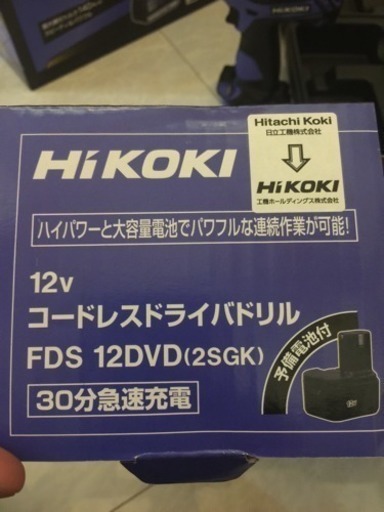 HiKOKI
Hitachi Koki
日立工機株式会社
HiKOKI
工機ホールディングス株式会社
HiKOKI
ハイパワーと大容量電池でパワフルな連続作業が可能!
12v
コードレスドライバドリル
FDS 12DVD(2SGK)
予備電池付
30分急速充電